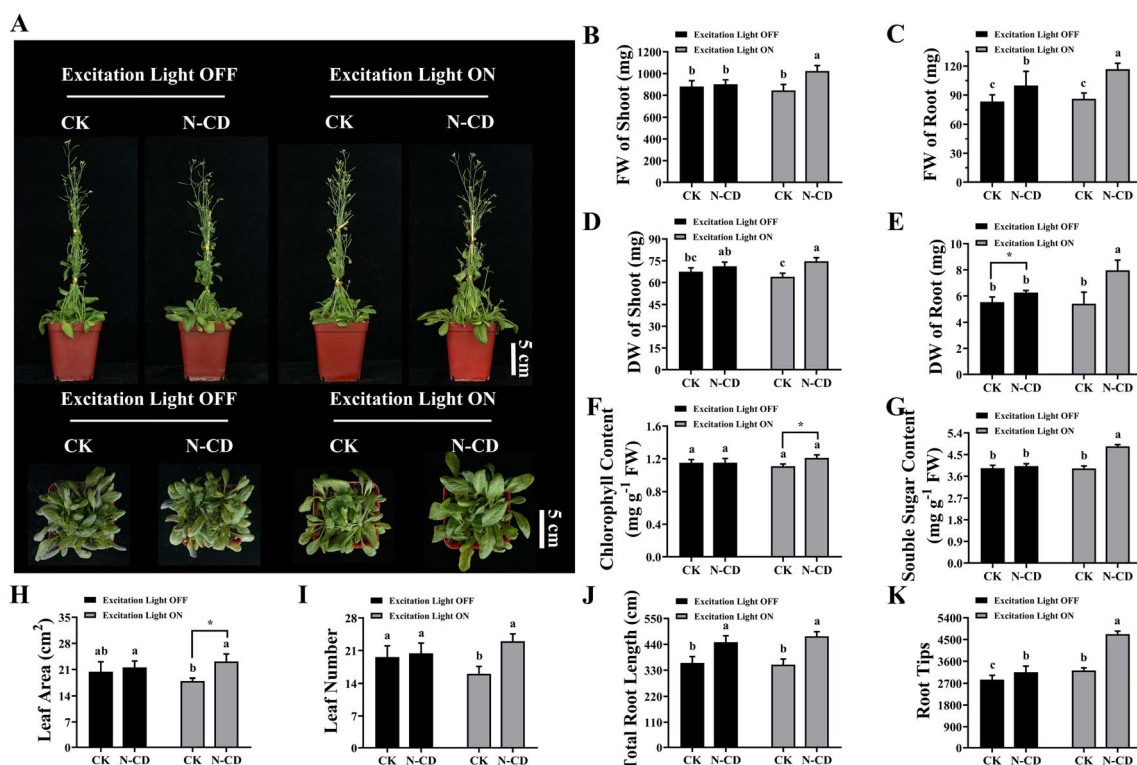 A
Excitation Light OFF
Excitation Light ON
CK
N-CD
CK
N-CD
5 cm
Excitation Light OFF
Excitation Light ON
CK
N-CD
CK
N-CD
5 cm
B
Excitation Light OFF
Excitation Light ON
FW of Shoot (mg)
1200
1000
800
600
400
200
0
b
b
b
a
CK
N-CD
CK
N-CD
C
Excitation Light OFF
Excitation Light ON
FW of Root (mg)
120
90
60
30
0
c
b
c
a
CK
N-CD
CK
N-CD
D
Excitation Light OFF
Excitation Light ON
DW of Shoot (mg)
90
75
60
45
30
15
0
bc
ab
c
a
CK
N-CD
CK
N-CD
E
Excitation Light OFF
Excitation Light ON
DW of Root (mg)
10
8
6
4
2
0
*
b
b
b
a
CK
N-CD
CK
N-CD
F
Excitation Light OFF
Excitation Light ON
Chlorophyll Content
(mg g-1 FW)
1.6
1.2
0.8
0.4
0.0
a
a
*
a
a
CK
N-CD
CK
N-CD
G
Excitation Light OFF
Excitation Light ON
Souble Sugar Content
(mg g-1 FW)
5.4
4.5
3.6
2.7
1.8
0.9
0.0
b
b
b
a
CK
N-CD
CK
N-CD
H
Excitation Light OFF
Excitation Light ON
Leaf Area (cm2)
35
28
21
14
7
0
ab
a
*
b
a
CK
N-CD
CK
N-CD
I
Excitation Light OFF
Excitation Light ON
Leaf Number
28
21
14
7
0
a
a
b
a
CK
N-CD
CK
N-CD
J
Excitation Light OFF
Excitation Light ON
Total Root Length (cm)
550
440
330
220
110
0
b
a
b
a
CK
N-CD
CK
N-CD
K
Excitation Light OFF
Excitation Light ON
Root Tips
5400
4500
3600
2700
1800
900
0
c
b
b
a
CK
N-CD
CK
N-CD